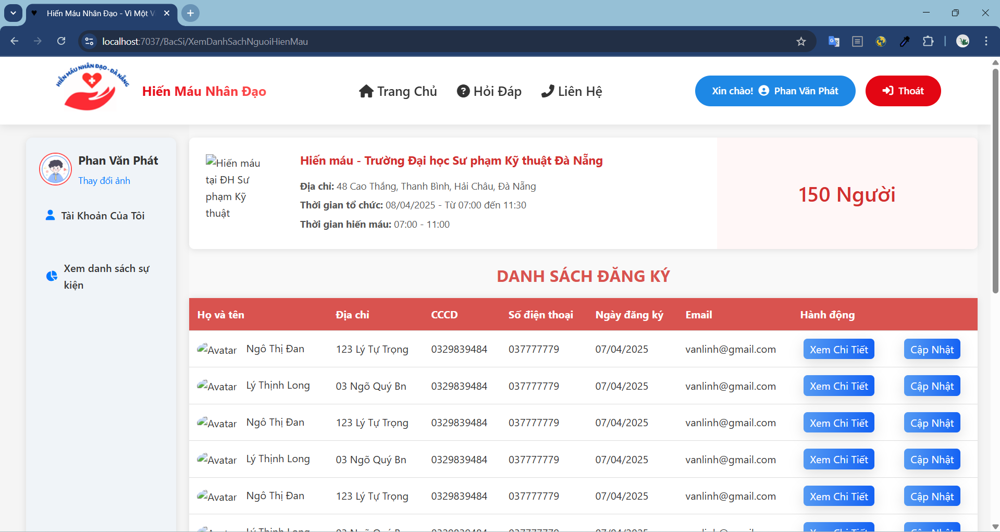 Hiến Máu Nhân Đạo - Vì Một V
localhost:7037/BacSi/XemDanhSachNguoiHienMau
HIẾN MÁU NHÂN ĐẠO - ĐÀ NẴNG
Hiến Máu Nhân Đạo
Trang Chủ
Hỏi Đáp
Liên Hệ
Xin chào! Phan Văn Phát
Thoát
Phan Văn Phát
Thay đổi ảnh
Tài Khoản Của Tôi
Xem danh sách sự
kiện
Hiến máu
tại ĐH Sư
phạm Kỹ
thuật
Hiến máu - Trường Đại học Sư phạm Kỹ thuật Đà Nẵng
Địa chỉ: 48 Cao Thắng, Thanh Bình, Hải Châu, Đà Nẵng
Thời gian tổ chức: 08/04/2025 - Từ 07:00 đến 11:30
Thời gian hiến máu: 07:00 - 11:00
150 Người
DANH SÁCH ĐĂNG KÝ
Họ và tên Địa chỉ CCCD Số điện thoại Ngày đăng ký Email Hành động
Avatar Ngô Thị Đan 123 Lý Tự Trọng 0329839484 037777779 07/04/2025 vanlinh@gmail.com Xem Chi Tiết Cập Nhật
Avatar Lý Thịnh Long 03 Ngõ Quý Bn 0329839484 037777779 07/04/2025 vanlinh@gmail.com Xem Chi Tiết Cập Nhật
Avatar Ngô Thị Đan 123 Lý Tự Trọng 0329839484 037777779 07/04/2025 vanlinh@gmail.com Xem Chi Tiết Cập Nhật
Avatar Lý Thịnh Long 03 Ngõ Quý Bn 0329839484 037777779 07/04/2025 vanlinh@gmail.com Xem Chi Tiết Cập Nhật
Avatar Ngô Thị Đan 123 Lý Tự Trọng 0329839484 037777779 07/04/2025 vanlinh@gmail.com Xem Chi Tiết Cập Nhật